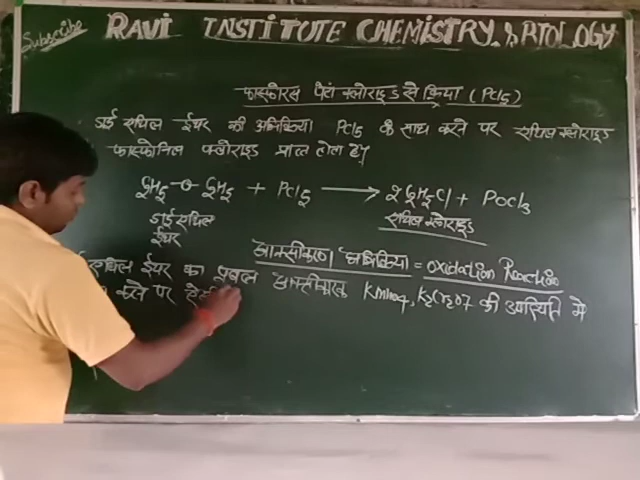 Subscribe
RAVI INSTITUTE CHEMISTRY & BIOLOGY
फास्फोरस पेंटा क्लोराइड से क्रिया (PCl5)
डाई एथिल ईथर की अभिक्रिया PCl5 के साथ करने पर एथिल क्लोराइड
फास्फोनिल क्लोराइड प्राप्त होता है।
C2H5-O-C2H5 + PCl5 ⟶ 2C2H5Cl + POCl3
डाई एथिल
ईथर
एथिल क्लोराइड
आक्सीकरण अभिक्रिया = oxidation Reaction
एथिल ईथर का प्रबल आक्सीकारक KMnO4, K2Cr2O7 की उपस्थिति में
करने पर